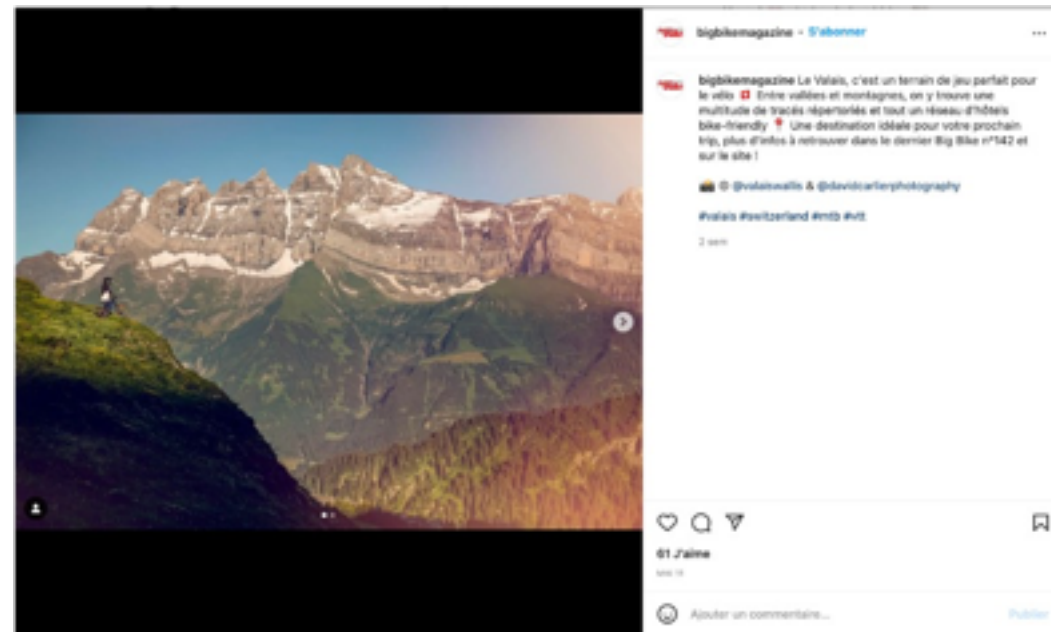 bigbikemagazine • S'abonner
bigbikemagazine Le Valais, c'est un terrain de jeu parfait pour
le vélo 🇨🇭 Entre vallées et montagnes, on y trouve une
multitude de tracés répertoriés et tout un réseau d'hôtels
bike-friendly 📍 Une destination idéale pour votre prochain
trip, plus d'infos à retrouver dans le dernier Big Bike n°142 et
sur le site !
📸 © @valaiswallis & @davidcarlierphotography
#valais #switzerland #mtb #vtt
2 sem
61 J'aime
Ajouter un commentaire...
Publier